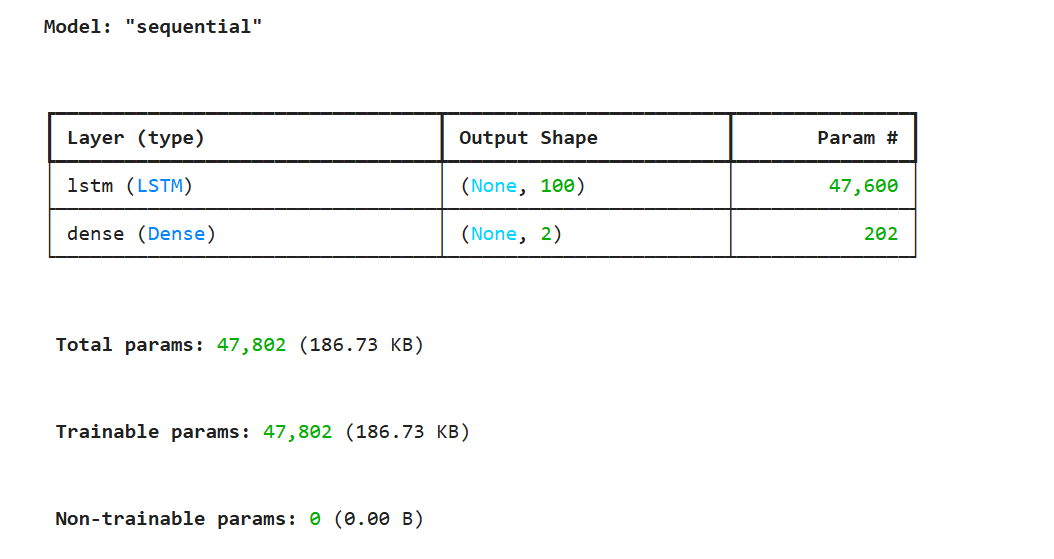 Model: "sequential"
Layer (type) Output Shape Param #
lstm (LSTM) (None, 100) 47,600
dense (Dense) (None, 2) 202
Total params: 47,802 (186.73 KB)
Trainable params: 47,802 (186.73 KB)
Non-trainable params: 0 (0.00 B)